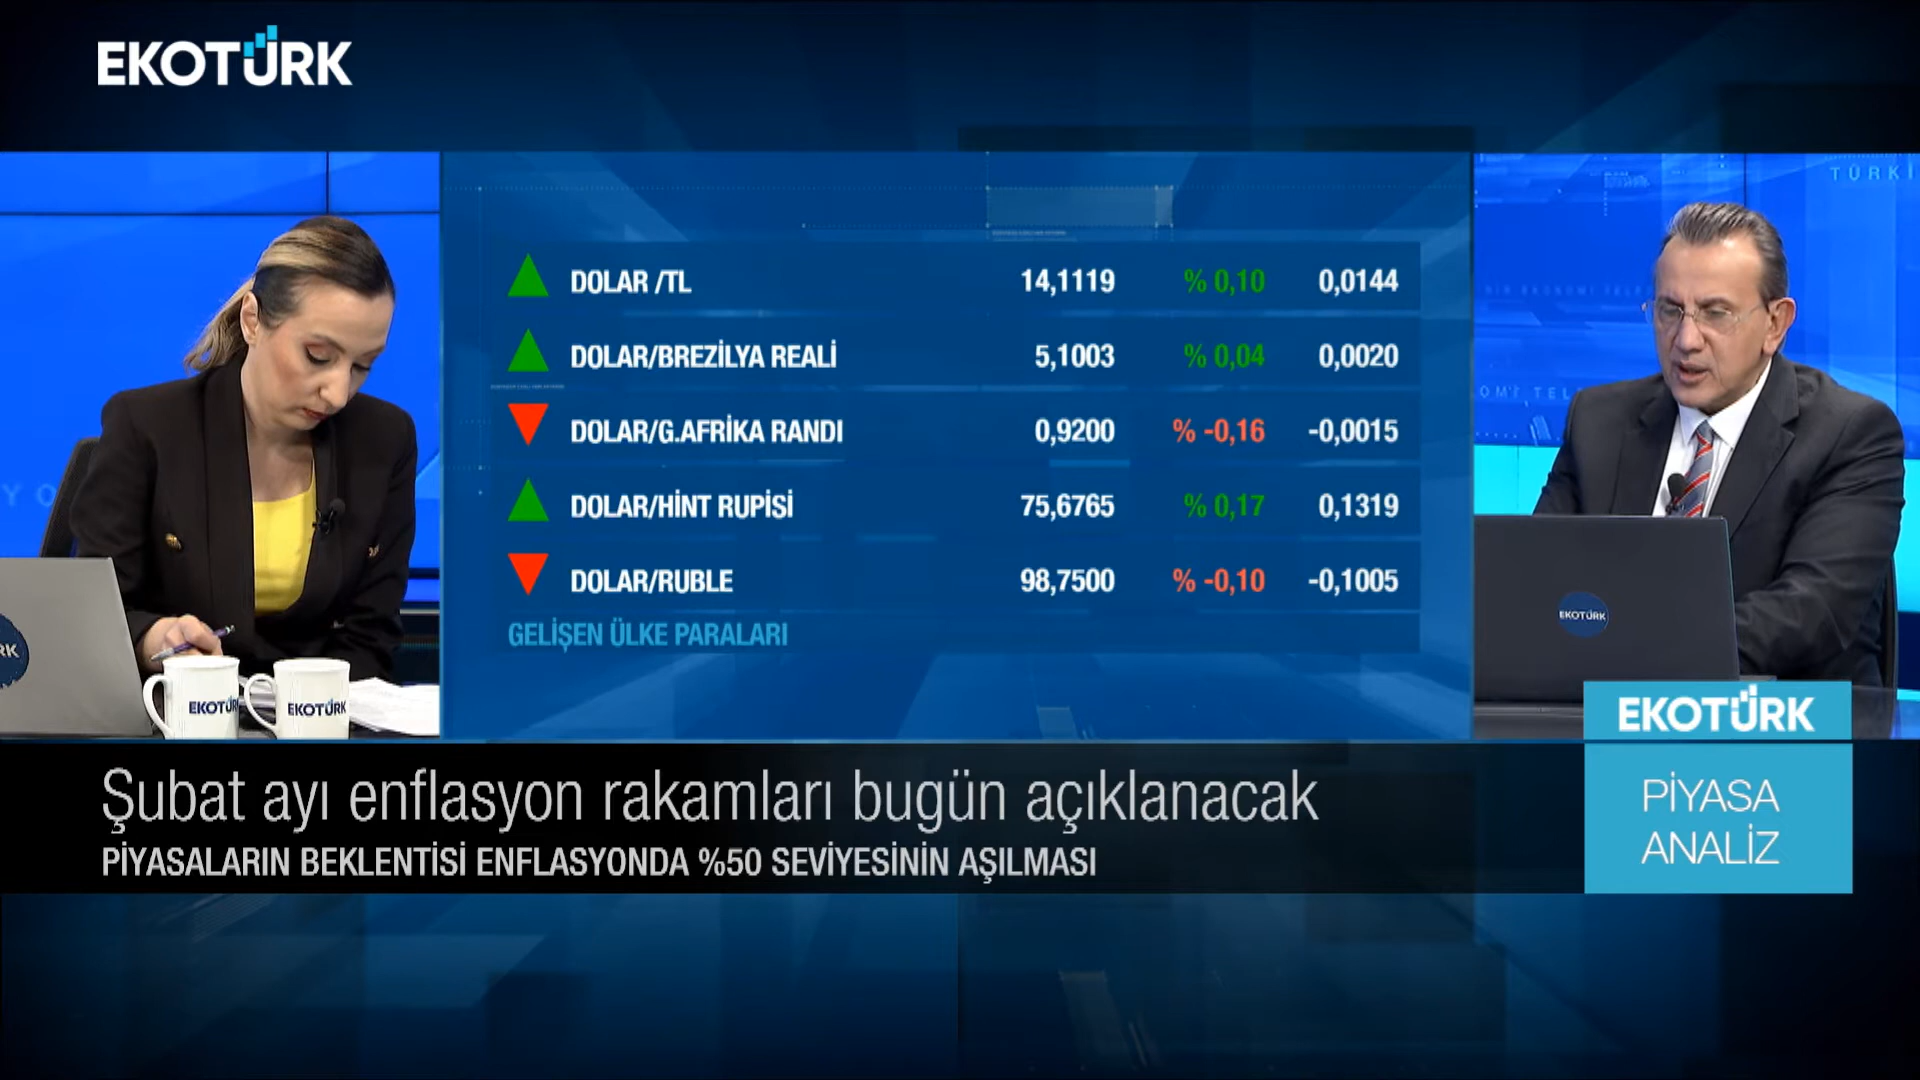 EKOTÜRK
TÜRKİ
DOLAR /TL 14,1119 % 0,10 0,0144
DOLAR/BREZİLYA REALİ 5,1003 % 0,04 0,0020
DOLAR/G.AFRİKA RANDI 0,9200 % -0,16 -0,0015
DOLAR/HİNT RUPİSİ 75,6765 % 0,17 0,1319
DOLAR/RUBLE 98,7500 % -0,10 -0,1005
GELİŞEN ÜLKE PARALARI
RK
EKOTÜRK
EKOTÜRK
EKOTÜRK
EKOTÜRK
PİYASA
ANALİZ
Şubat ayı enflasyon rakamları bugün açıklanacak
PİYASALARIN BEKLENTİSİ ENFLASYONDA %50 SEVİYESİNİN AŞILMASI